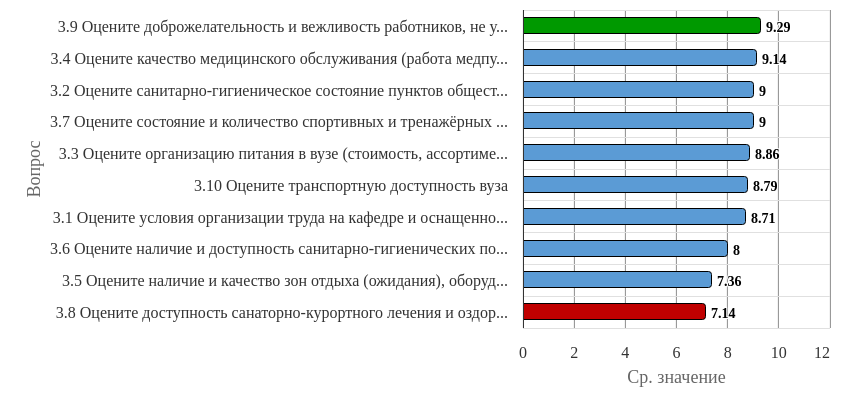 3.9 Оцените доброжелательность и вежливость работников, не у... 9.29
3.4 Оцените качество медицинского обслуживания (работа медпу... 9.14
3.2 Оцените санитарно-гигиеническое состояние пунктов общест... 9
3.7 Оцените состояние и количество спортивных и тренажёрных ... 9
3.3 Оцените организацию питания в вузе (стоимость, ассортиме... 8.86
3.10 Оцените транспортную доступность вуза 8.79
3.1 Оцените условия организации труда на кафедре и оснащенно... 8.71
3.6 Оцените наличие и доступность санитарно-гигиенических по... 8
3.5 Оцените наличие и качество зон отдыха (ожидания), оборуд... 7.36
3.8 Оцените доступность санаторно-курортного лечения и оздор... 7.14
Вопрос
0 2 4 6 8 10 12
Ср. значение